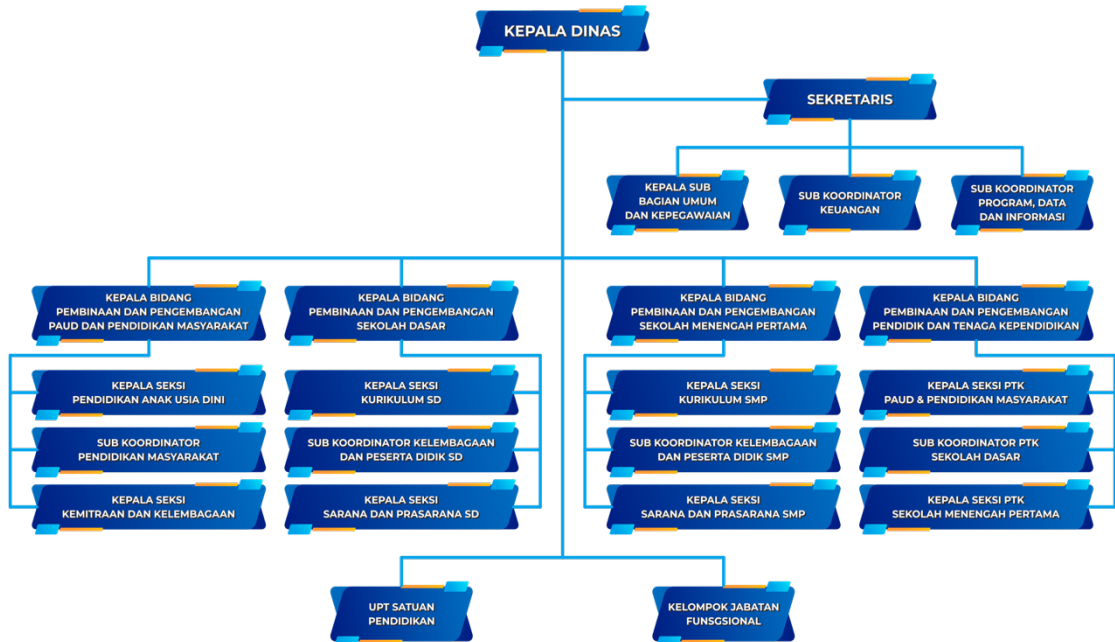 KEPALA DINAS
SEKRETARIS
KEPALA SUB
BAGIAN UMUM
DAN KEPEGAWAIAN
SUB KOORDINATOR
KEUANGAN
SUB KOORDINATOR
PROGRAM, DATA
DAN INFORMASI
KEPALA BIDANG
PEMBINAAN DAN PENGEMBANGAN
PAUD DAN PENDIDIKAN MASYARAKAT
KEPALA BIDANG
PEMBINAAN DAN PENGEMBANGAN
SEKOLAH DASAR
KEPALA BIDANG
PEMBINAAN DAN PENGEMBANGAN
SEKOLAH MENENGAH PERTAMA
KEPALA BIDANG
PEMBINAAN DAN PENGEMBANGAN
PENDIDIK DAN TENAGA KEPENDIDIKAN
KEPALA SEKSI
PENDIDIKAN ANAK USIA DINI
KEPALA SEKSI
KURIKULUM SD
KEPALA SEKSI
KURIKULUM SMP
KEPALA SEKSI PTK
PAUD & PENDIDIKAN MASYARAKAT
SUB KOORDINATOR
PENDIDIKAN MASYARAKAT
SUB KOORDINATOR KELEMBAGAAN
DAN PESERTA DIDIK SD
SUB KOORDINATOR KELEMBAGAAN
DAN PESERTA DIDIK SMP
SUB KOORDINATOR PTK
SEKOLAH DASAR
KEPALA SEKSI
KEMITRAAN DAN KELEMBAGAAN
KEPALA SEKSI
SARANA DAN PRASARANA SD
KEPALA SEKSI
SARANA DAN PRASARANA SMP
KEPALA SEKSI PTK
SEKOLAH MENENGAH PERTAMA
UPT SATUAN
PENDIDIKAN
KELOMPOK JABATAN
FUNSGSIONAL